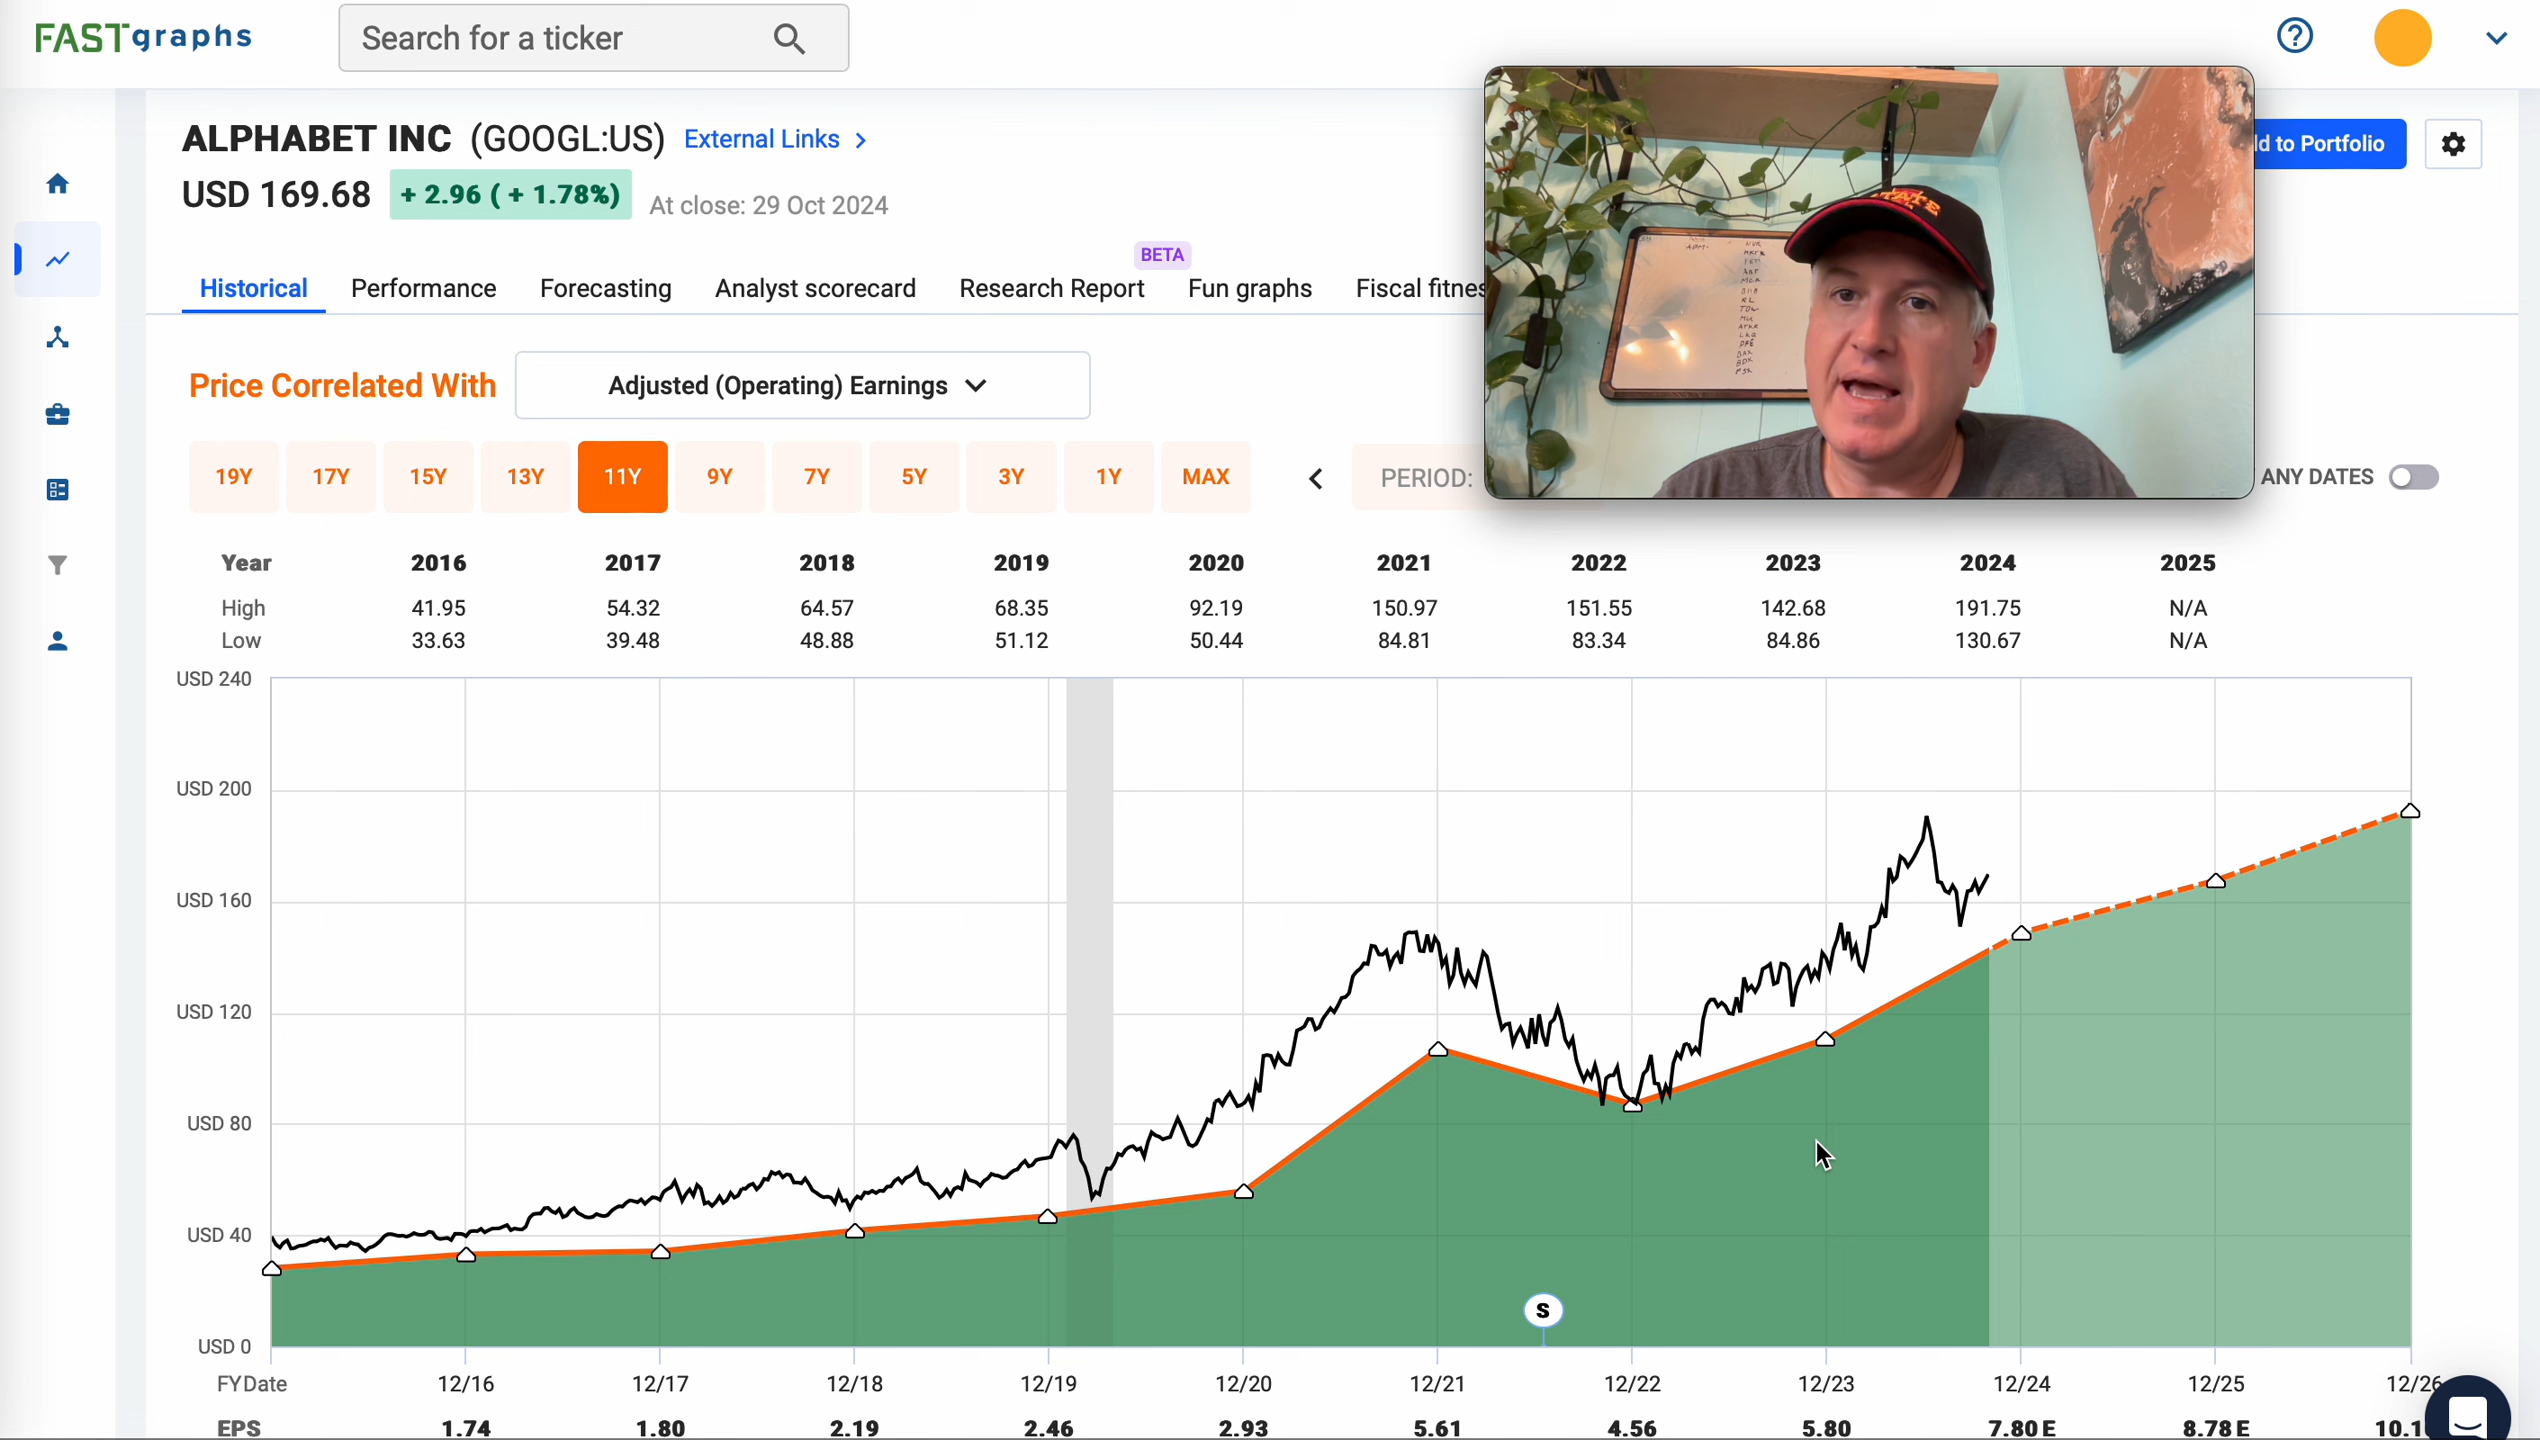 FAST graphs
Search for a ticker
ALPHABET INC (GOOGL:US) External Links
USD 169.68 + 2.96 ( + 1.78%) At close: 29 Oct 2024
ld to Portfolio
BETA
Historical Performance Forecasting Analyst scorecard Research Report Fun graphs Fiscal fitnes
Price Correlated With Adjusted (Operating) Earnings
19Y 17Y 15Y 13Y 11Y 9Y 7Y 5Y 3Y 1Y MAX PERIOD: ANY DATES
Year 2016 2017 2018 2019 2020 2021 2022 2023 2024 2025
High 41.95 54.32 64.57 68.35 92.19 150.97 151.55 142.68 191.75 N/A
Low 33.63 39.48 48.88 51.12 50.44 84.81 83.34 84.86 130.67 N/A
USD 240
USD 200
USD 160
USD 120
USD 80
USD 40
S
USD 0
FYDate 12/16 12/17 12/18 12/19 12/20 12/21 12/22 12/23 12/24 12/25 12/26
EPS 1.74 1.80 2.19 2.46 2.93 5.61 4.56 5.80 7.80E 8.78E 10.1
STATE